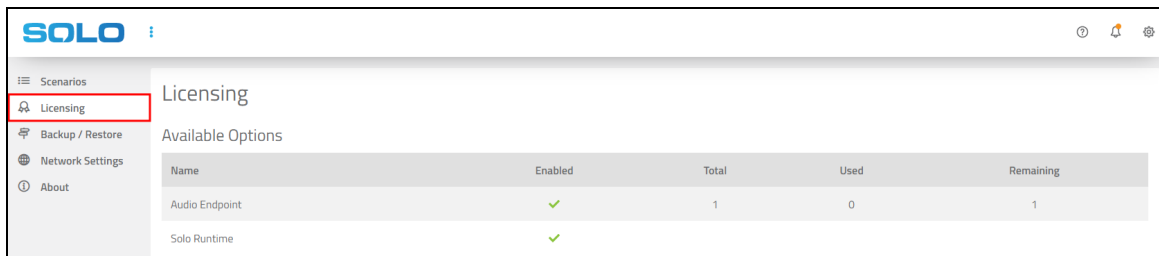 SOLO
Scenarios
Licensing
Backup / Restore
Network Settings
About
Licensing
Available Options
Name Enabled Total Used Remaining
Audio Endpoint 1 0 1
Solo Runtime